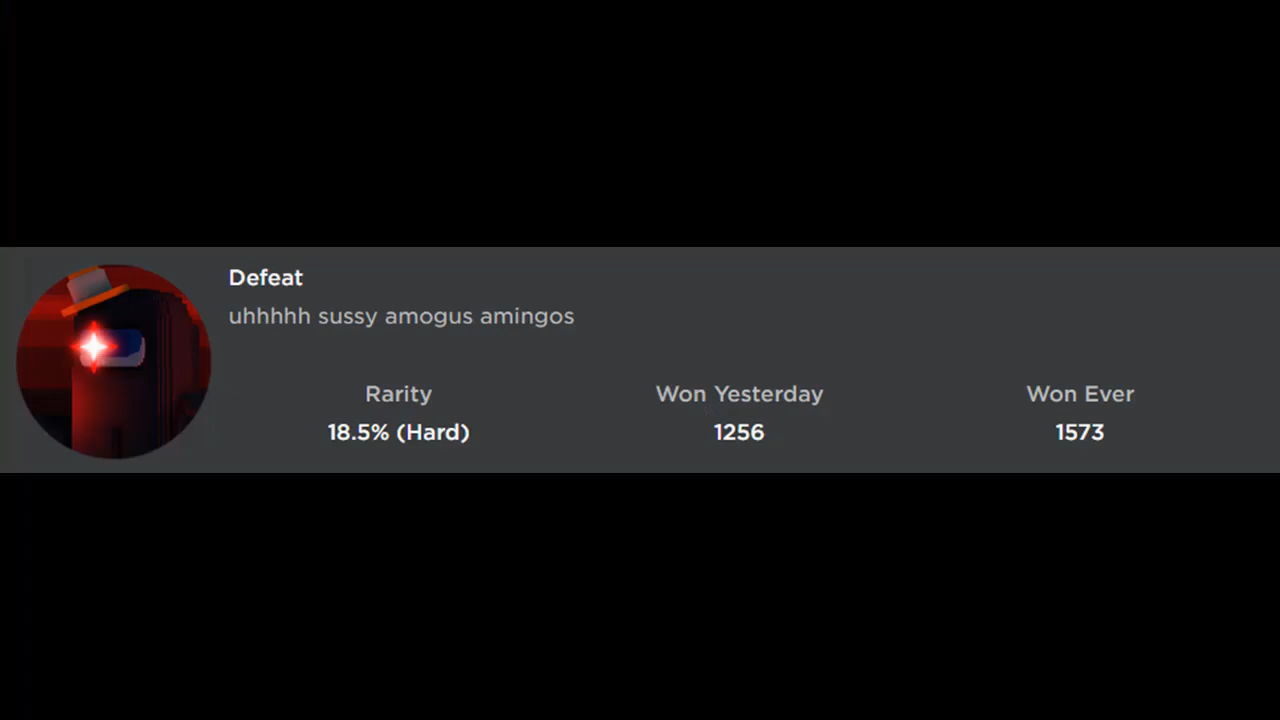 Defeat
uhhhhh sussy amogus amingos
Rarity Won Yesterday Won Ever
18.5% (Hard) 1256 1573